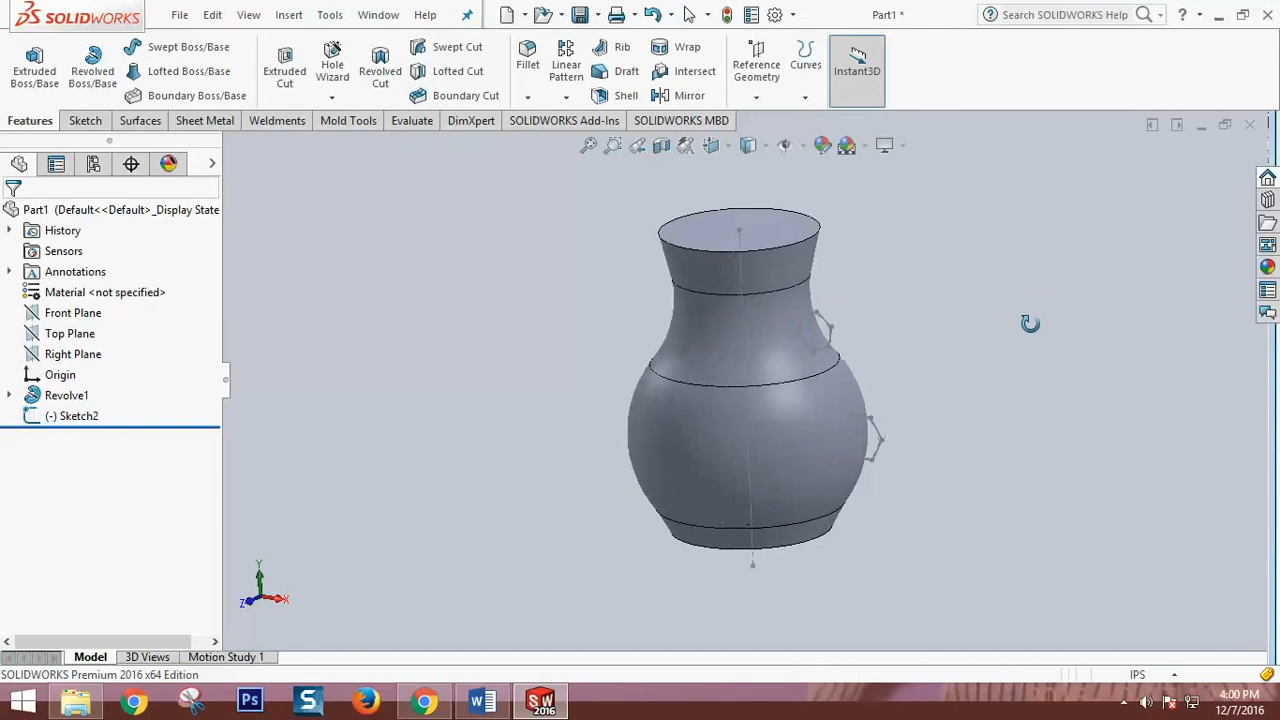 SOLIDWORKS File Edit View Insert Tools Window Help Part1 * Search SOLIDWORKS Help ?
Extruded Boss/Base
Revolved Boss/Base
Swept Boss/Base
Lofted Boss/Base
Boundary Boss/Base
Extruded Cut
Hole Wizard
Revolved Cut
Swept Cut
Lofted Cut
Boundary Cut
Fillet
Linear Pattern
Rib
Draft
Shell
Wrap
Intersect
Mirror
Reference Geometry
Curves
Instant3D
Features Sketch Surfaces Sheet Metal Weldments Mold Tools Evaluate DimXpert SOLIDWORKS Add-Ins SOLIDWORKS MBD
Part1 (Default<<Default>_Display State
History
Sensors
Annotations
Material <not specified>
Front Plane
Top Plane
Right Plane
Origin
Revolve1
(-) Sketch2
Y
Z X
Model 3D Views Motion Study 1
SOLIDWORKS Premium 2016 x64 Edition IPS
Ps S W SW 2016
4:00 PM
12/7/2016